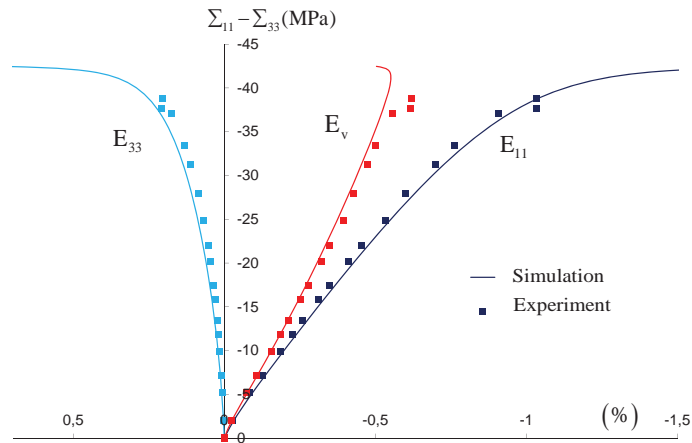 Σ₁₁ – Σ₃₃ (MPa)
-45
-40
-35
-30
-25
-20
-15
-10
-5
0
E₃₃
Eᵥ
E₁₁
Simulation
Experiment
0,5
0
-0,5
-1
(%)
-1,5